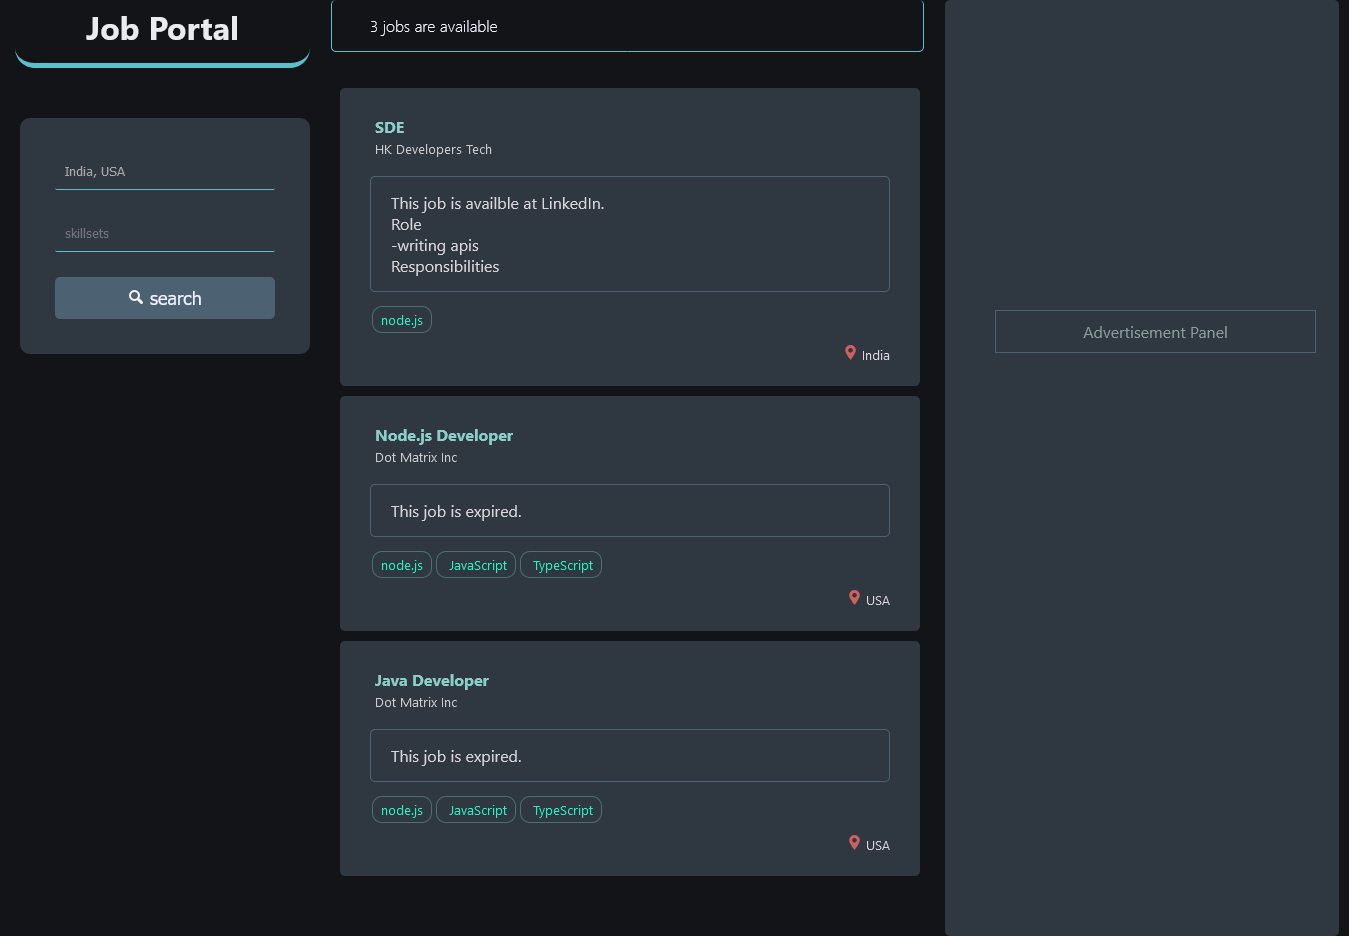 Job Portal
India, USA
skillsets
search
3 jobs are available
SDE
HK Developers Tech
This job is availble at LinkedIn.
Role
-writing apis
Responsibilities
node.js
India
Node.js Developer
Dot Matrix Inc
This job is expired.
node.js JavaScript TypeScript
USA
Java Developer
Dot Matrix Inc
This job is expired.
node.js JavaScript TypeScript
USA
Advertisement Panel